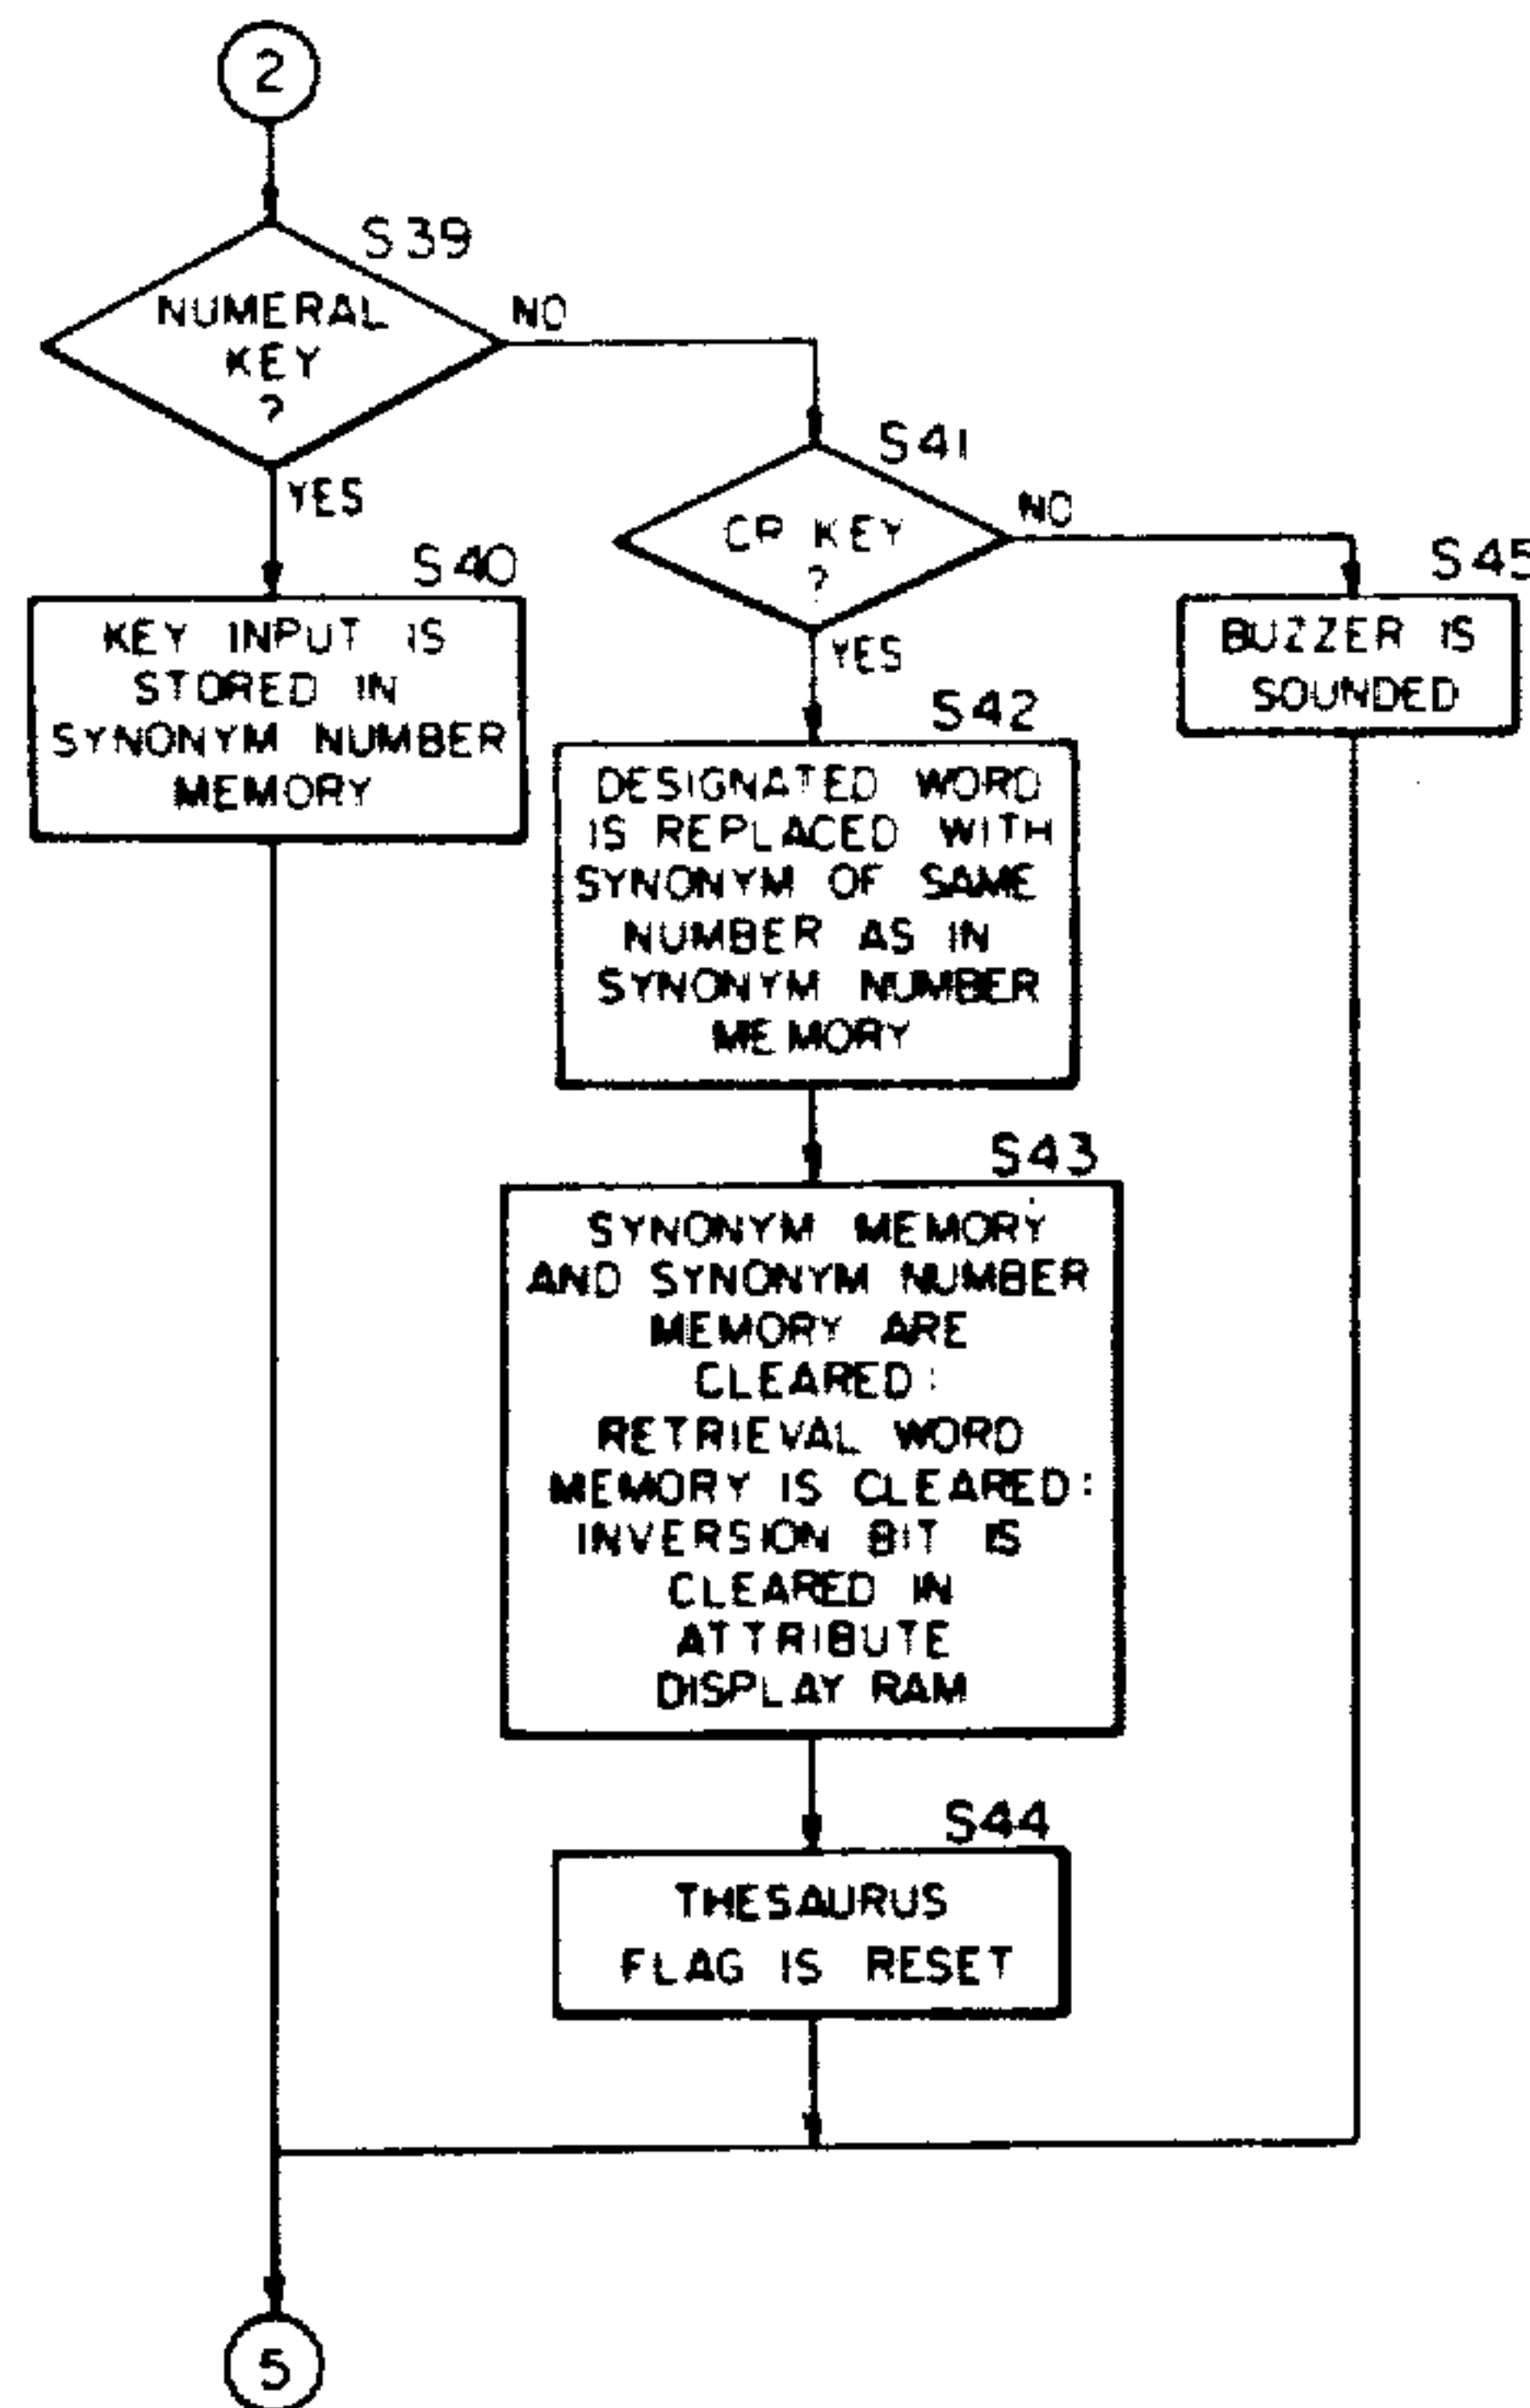 2
S39
NUMERAL
KEY
?
NO
YES
S40
KEY INPUT IS
STORED IN
SYNONYM NUMBER
MEMORY
S41
CR KEY
?
NO
YES
S45
BUZZER IS
SOUNDED
S42
DESIGNATED WORD
IS REPLACED WITH
SYNONYM OF SAME
NUMBER AS IN
SYNONYM NUMBER
MEMORY
S43
SYNONYM MEMORY
AND SYNONYM NUMBER
MEMORY ARE
CLEARED:
RETRIEVAL WORD
MEMORY IS CLEARED:
INVERSION BIT IS
CLEARED IN
ATTRIBUTE
DISPLAY RAM
S44
THESAURUS
FLAG IS RESET
5